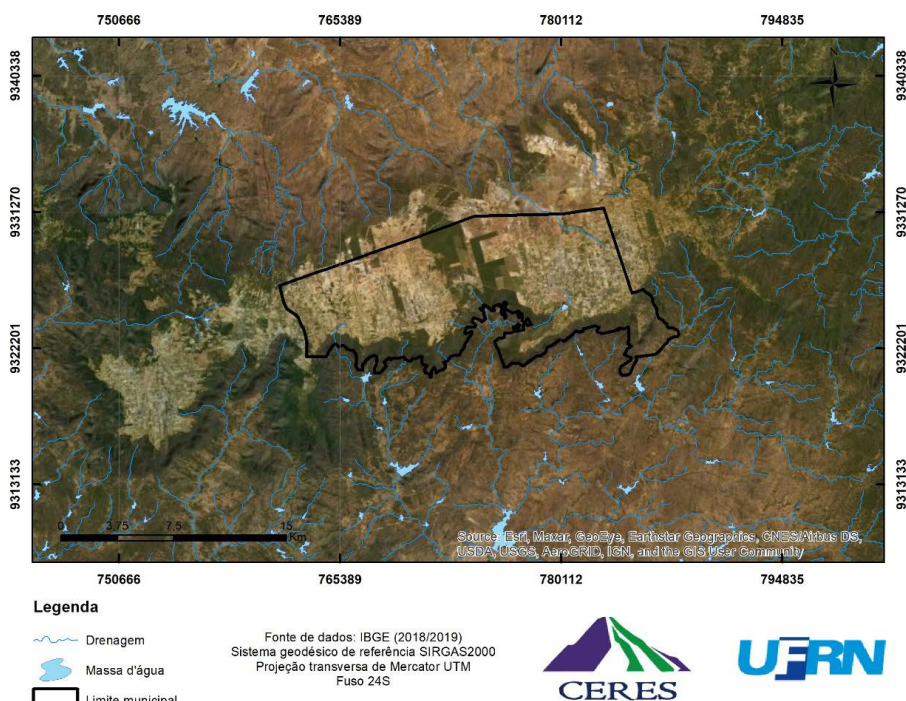 750666 765389 780112 794835
9340338 9340338
N
9331270 9331270
9322201 9322201
9313133 9313133
0 3,75 7,5 15
Km
Source: Esri, Maxar, GeoEye, Earthstar Geographics, CNES/Airbus DS,
USDA, USGS, AeroGRID, IGN, and the GIS User Community
750666 765389 780112 794835
Legenda
Drenagem
Massa d'água
Limite municipal
Fonte de dados: IBGE (2018/2019)
Sistema geodésico de referência SIRGAS2000
Projeção transversa de Mercator UTM
Fuso 24S
CERES
UFRN